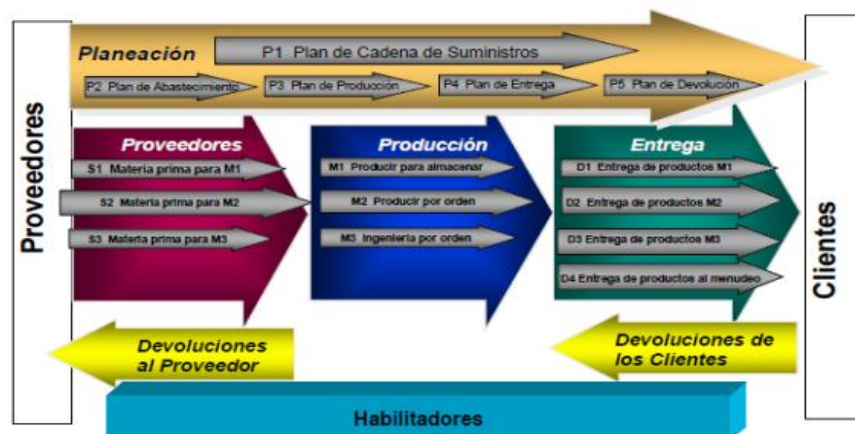 Proveedores
Planeación
P1 Plan de Cadena de Suministros
P2 Plan de Abastecimiento
P3 Plan de Producción
P4 Plan de Entrega
P5 Plan de Devolución
Proveedores
S1 Materia prima para M1
S2 Materia prima para M2
S3 Materia prima para M3
Producción
M1 Producir para almacenar
M2 Producir por orden
M3 Ingeniería por orden
Entrega
D1 Entrega de productos M1
D2 Entrega de productos M2
D3 Entrega de productos M3
D4 Entrega de productos al menudeo
Devoluciones
al Proveedor
Devoluciones de
los Clientes
Habilitadores
Clientes